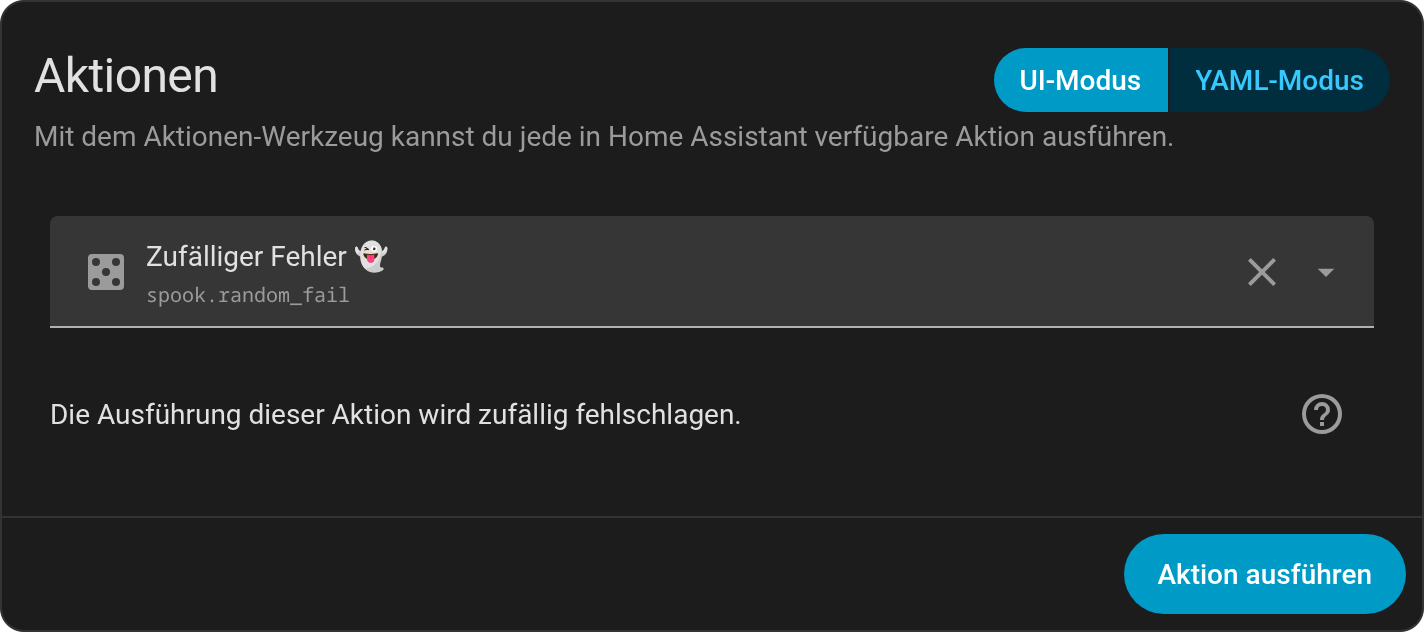 Aktionen
UI-Modus
YAML-Modus
Mit dem Aktionen-Werkzeug kannst du jede in Home Assistant verfügbare Aktion ausführen.
Zufälliger Fehler 👻
spook.random_fail
Die Ausführung dieser Aktion wird zufällig fehlschlagen.
Aktion ausführen